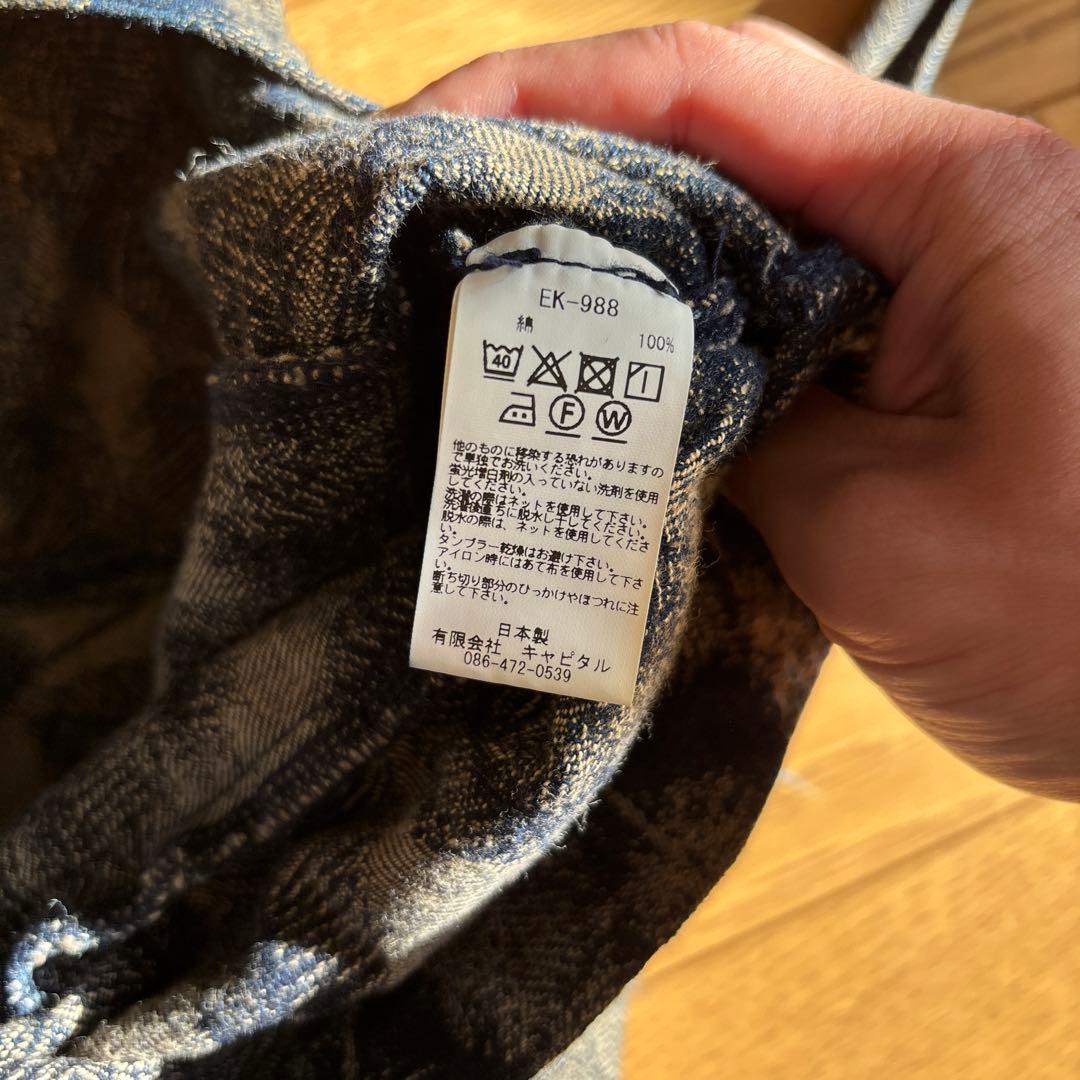 EK-988
綿 100%
40
F W
他のものに移染する恐れがありますの
で単独でお洗いください。
蛍光増白剤の入っていない洗剤を使用
してください。
洗濯の際はネットを使用して下さい。
洗濯後直ちに脱水し干してください。
脱水の際は、ネットを使用してくださ
い。
タンブラー乾燥はお避け下さい。
アイロン時にはあて布を使用して下さ
い。
断ち切り部分のひっかけやほつれに注
意して下さい。
日本製
有限会社 キャピタル
086-472-0539